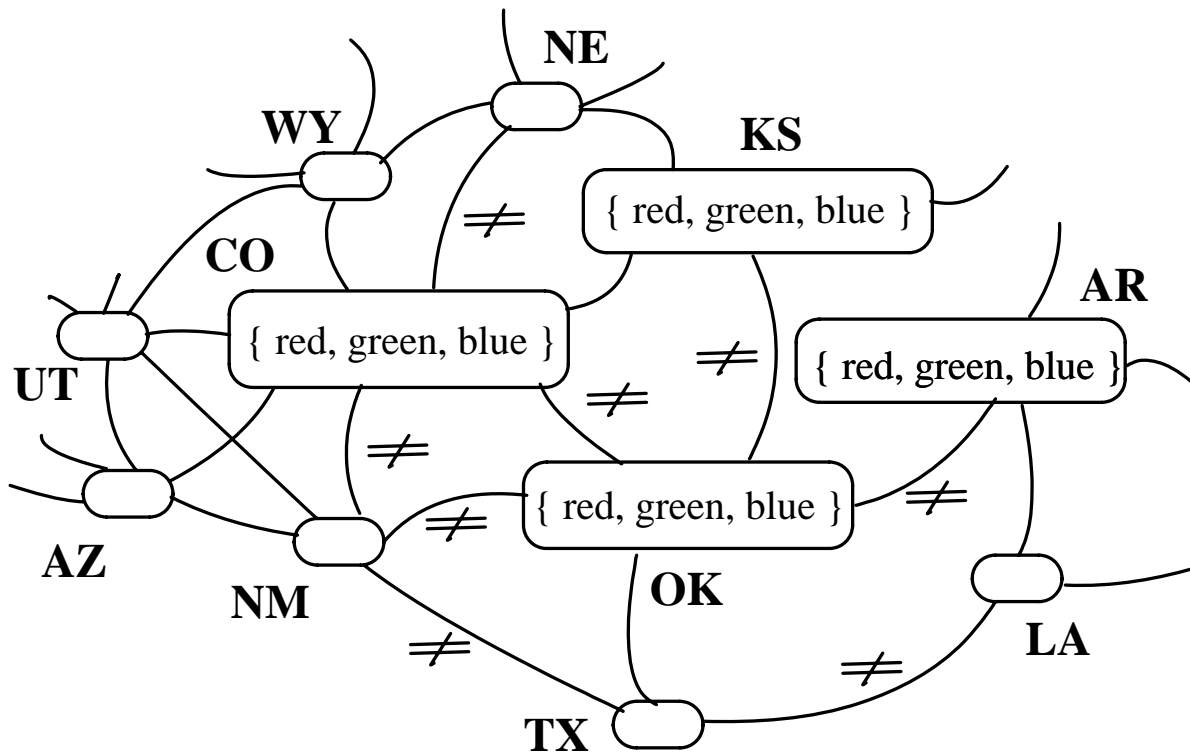 NE
WY
KS
{ red, green, blue }
≠
CO
AR
{ red, green, blue }
≠
{ red, green, blue }
UT
≠
≠
{ red, green, blue }
≠
≠
AZ
NM
OK
LA
≠
≠
TX